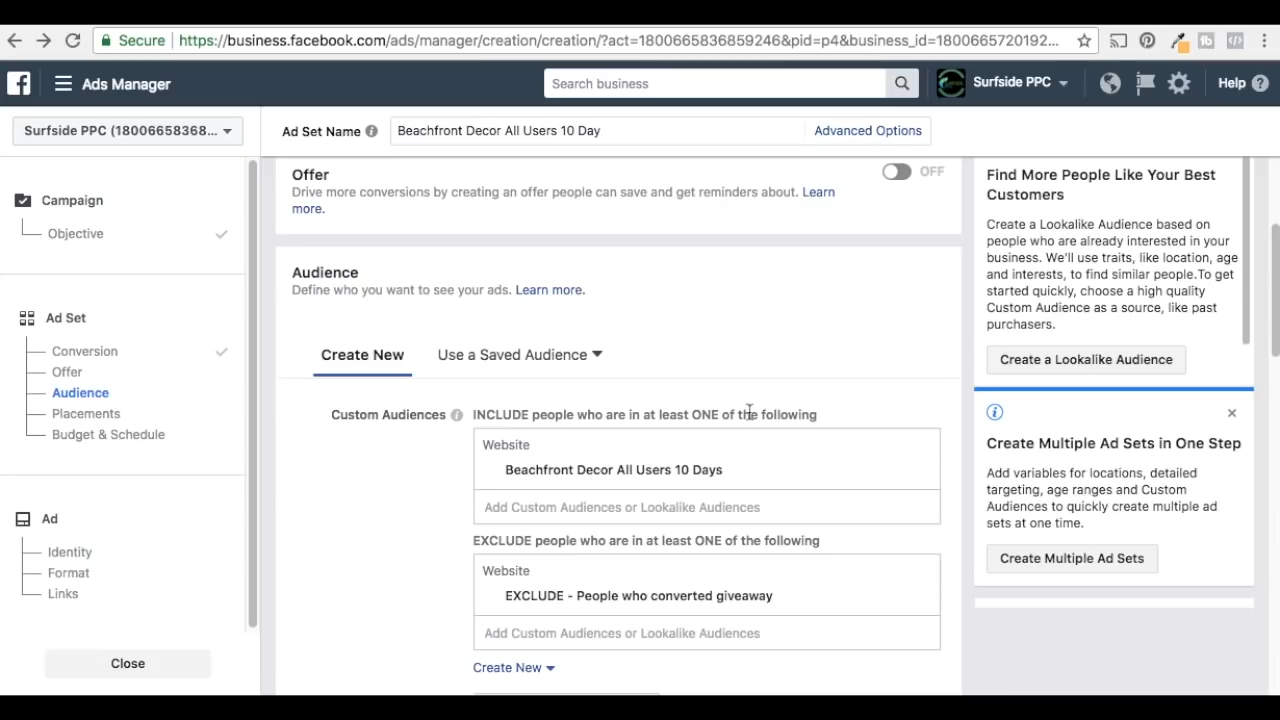 Secure
https://business.facebook.com/ads/manager/creation/creation/?act=1800665836859246&pid=p4&business_id=1800665720192...
Ads Manager
Search business
Surfside PPC
Help
Surfside PPC (18006658368...
Ad Set Name
Beachfront Decor All Users 10 Day
Advanced Options
Campaign
Objective
Ad Set
Conversion
Offer
Audience
Placements
Budget & Schedule
Ad
Identity
Format
Links
Close
Offer
OFF
Drive more conversions by creating an offer people can save and get reminders about. Learn
more.
Audience
Define who you want to see your ads. Learn more.
Create New
Use a Saved Audience
Custom Audiences
INCLUDE people who are in at least ONE of the following
Website
Beachfront Decor All Users 10 Days
Add Custom Audiences or Lookalike Audiences
EXCLUDE people who are in at least ONE of the following
Website
EXCLUDE - People who converted giveaway
Add Custom Audiences or Lookalike Audiences
Create New
Find More People Like Your Best
Customers
Create a Lookalike Audience based on
people who are already interested in your
business. We'll use traits, like location, age
and interests, to find similar people.To get
started quickly, choose a high quality
Custom Audience as a source, like past
purchasers.
Create a Lookalike Audience
Create Multiple Ad Sets in One Step
Add variables for locations, detailed
targeting, age ranges and Custom
Audiences to quickly create multiple ad
sets at one time.
Create Multiple Ad Sets